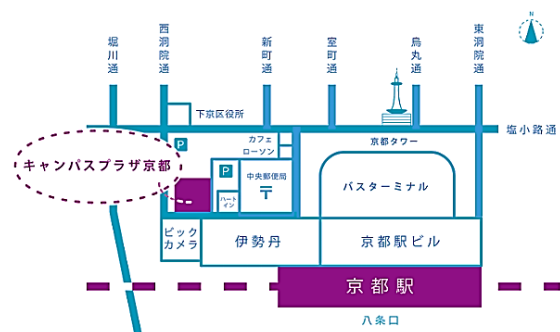 N
堀川通
西洞院通
新町通
室町通
烏丸通
東洞院通
下京区役所
塩小路通
カフェ
ローソン
京都タワー
P
キャンパスプラザ京都
P
中央郵便局
〒
バスターミナル
ハート
イン
ビック
カメラ
伊勢丹
京都駅ビル
京都駅
八条口